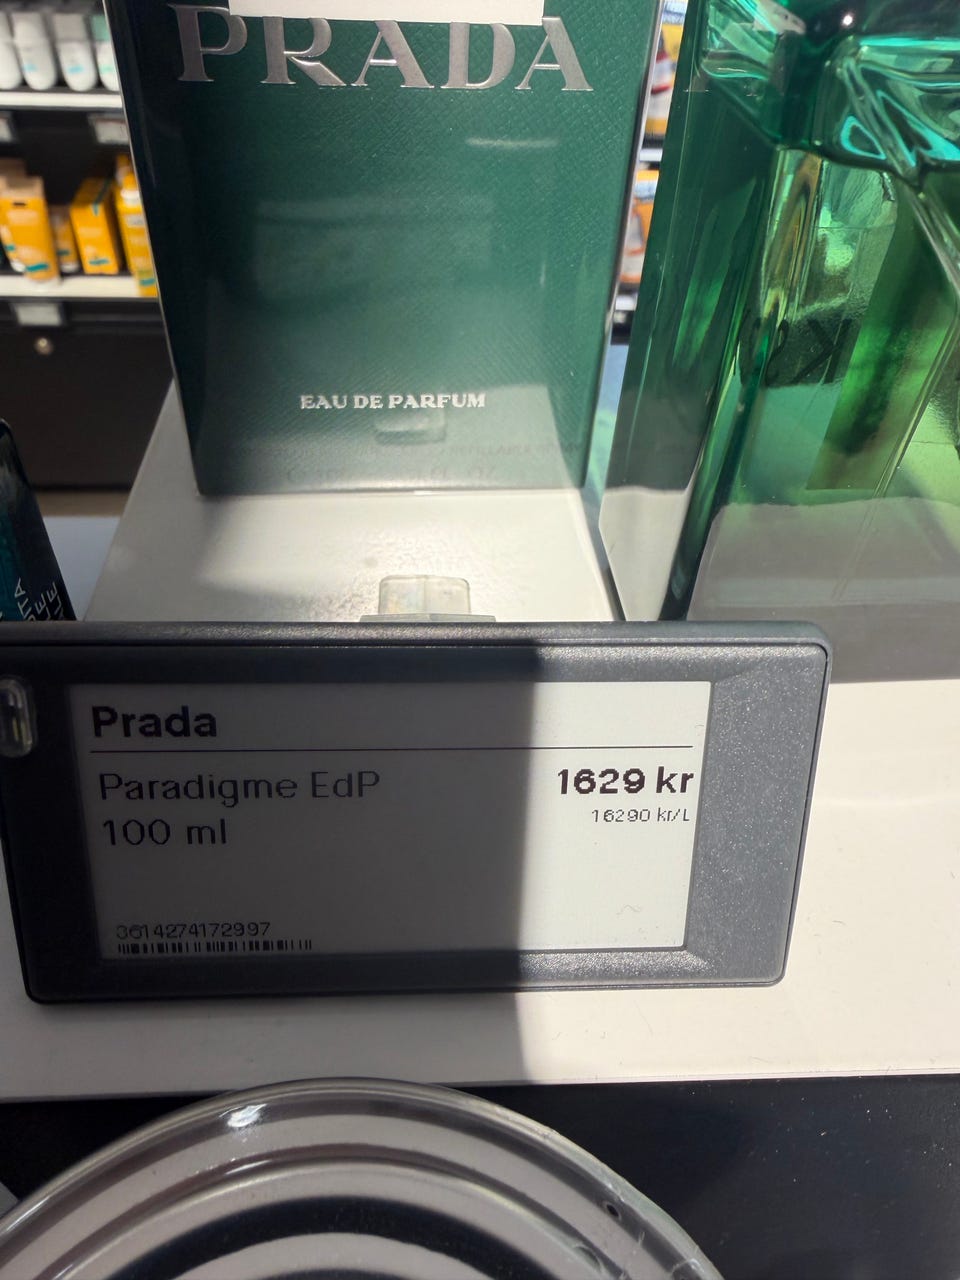 PRADA
EAU DE PARFUM
Prada
Paradigme EdP
100 ml
1629 kr
16290 kr/L
3614274172997